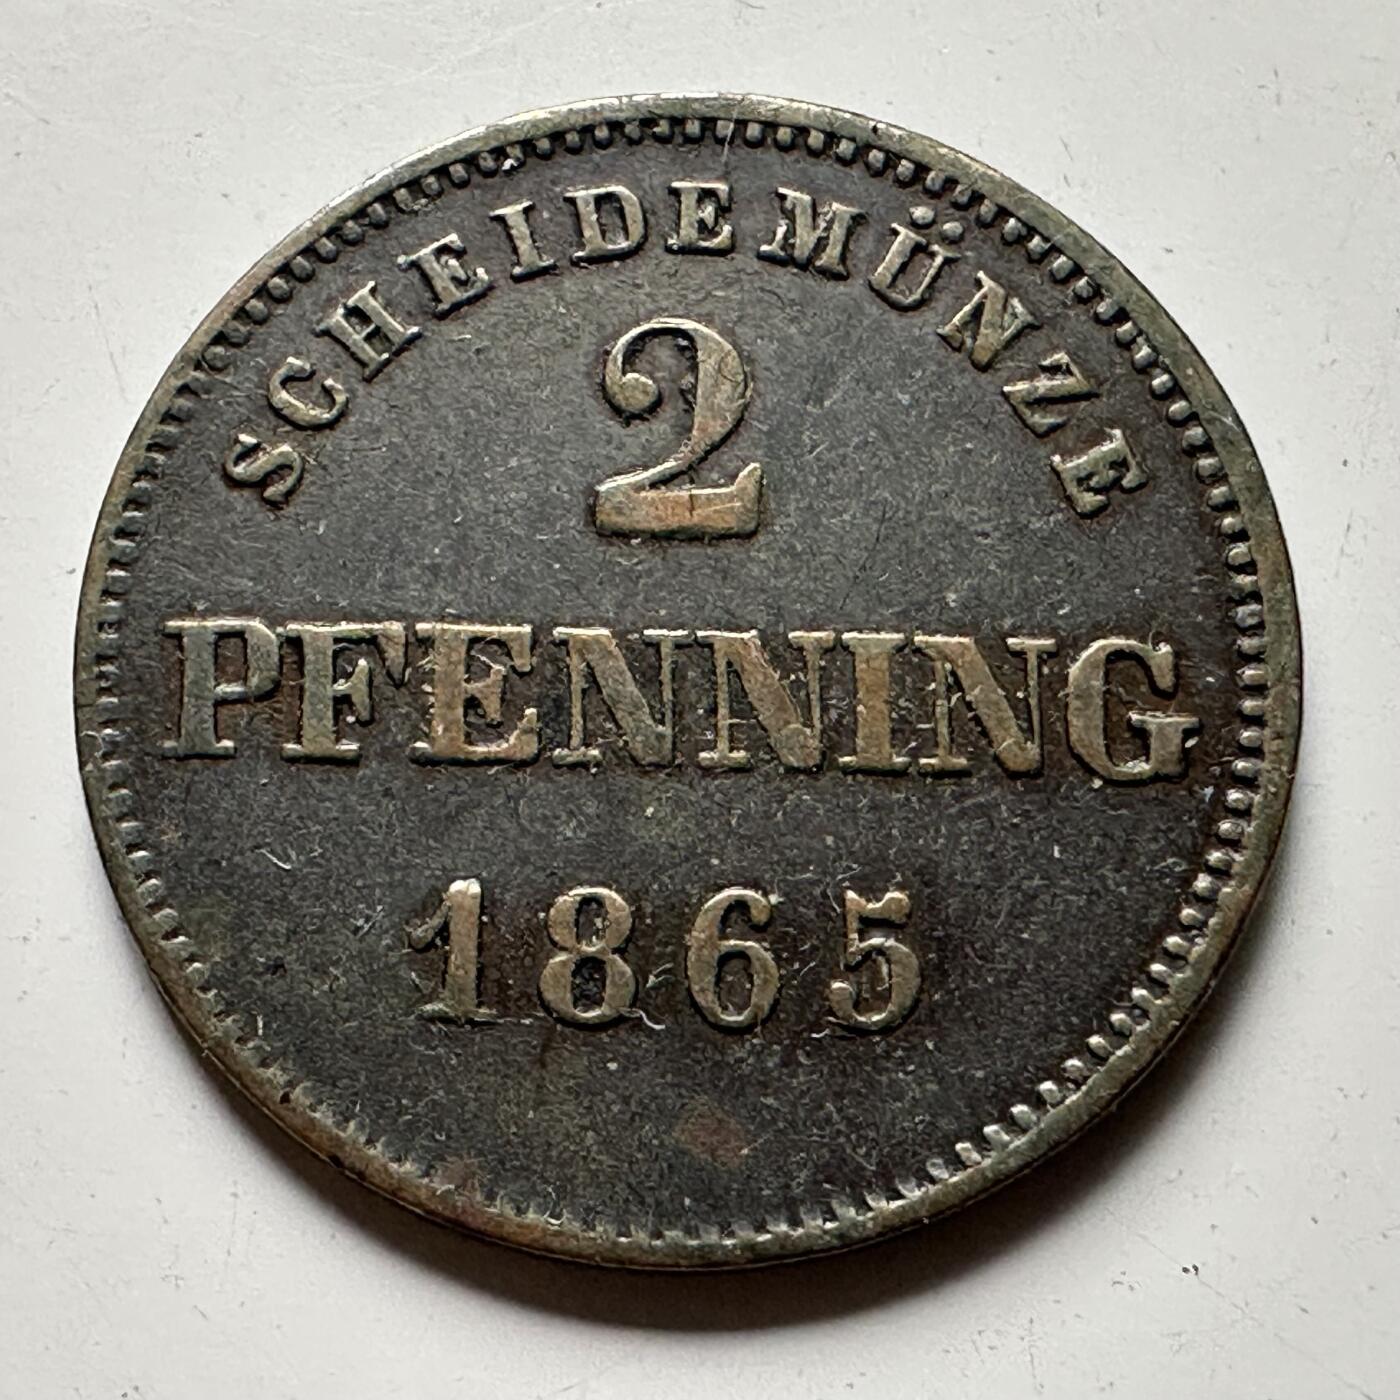 SCHEIDEMÜNZE
2
PFENNING
1865